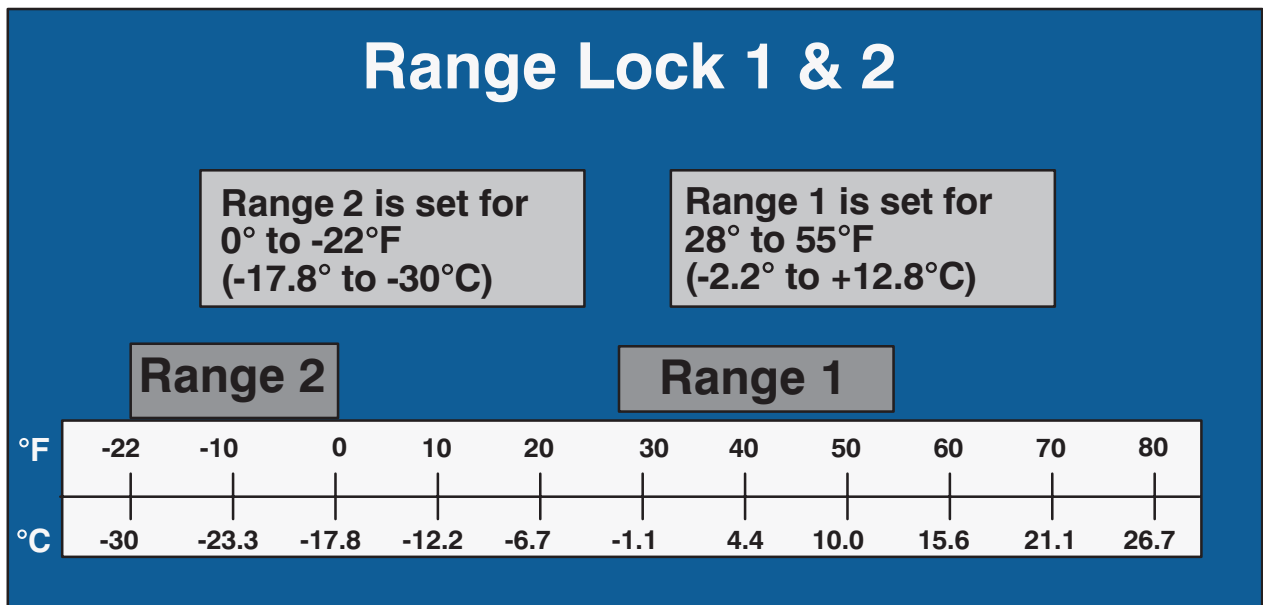 Range Lock 1 & 2
Range 2 is set for
0° to -22°F
(-17.8° to -30°C)
Range 1 is set for
28° to 55°F
(-2.2° to +12.8°C)
Range 2
Range 1
°F -22 -10 0 10 20 30 40 50 60 70 80
°C -30 -23.3 -17.8 -12.2 -6.7 -1.1 4.4 10.0 15.6 21.1 26.7